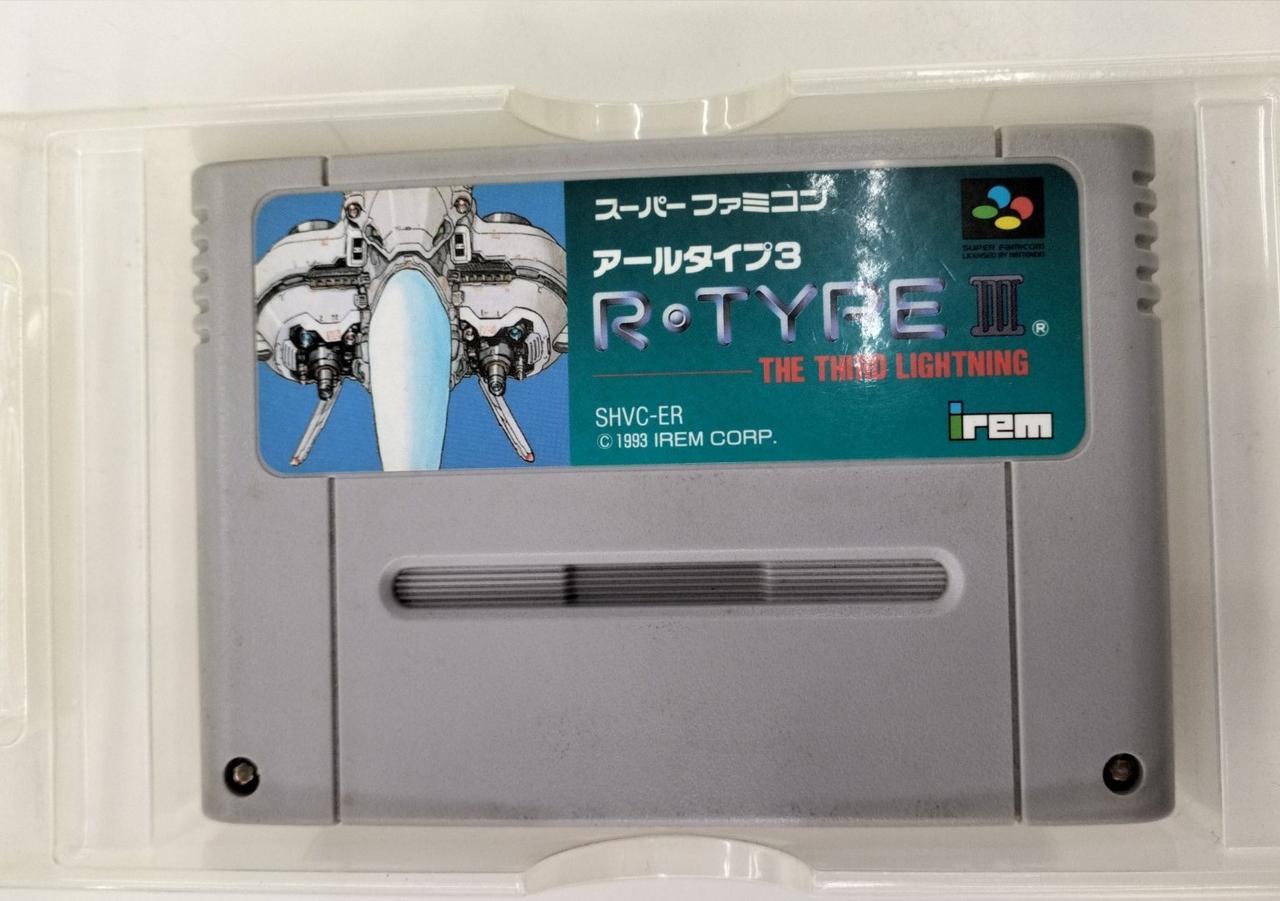 スーパーファミコン
アールタイプ3
R・TYPE III ®
THE THIRD LIGHTNING
SHVC-ER
© 1993 IREM CORP.
SUPER FAMICOM
LICENSED BY NINTENDO
irem